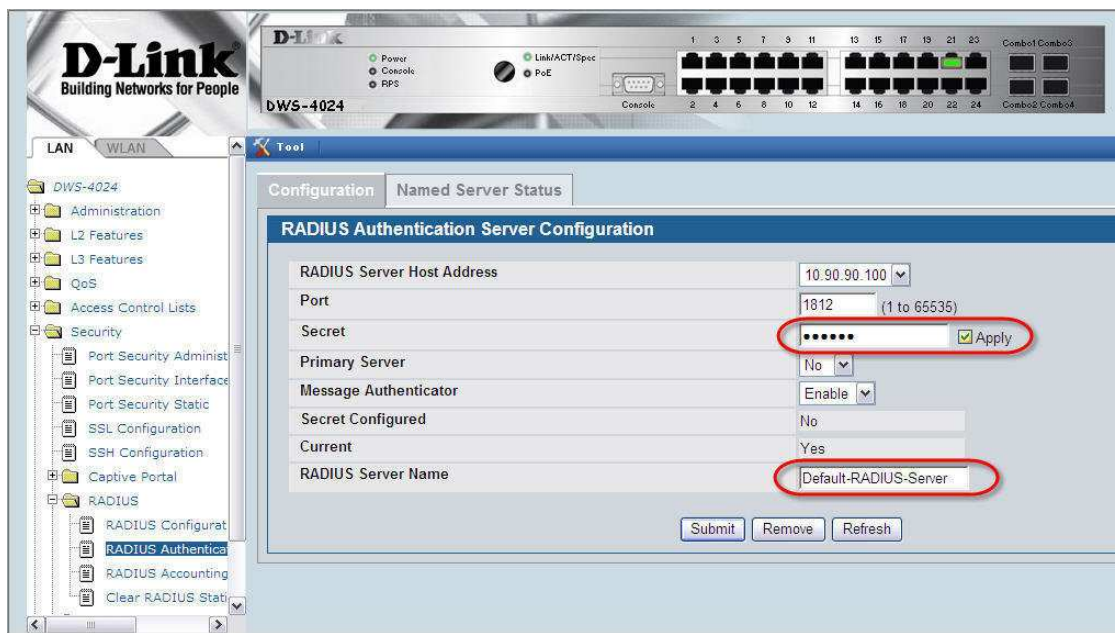 D-Link
Building Networks for People
D-Link
Power
Console
RPS
Link/ACT/Spec
PoE
DWS-4024
Console
1 3 5 7 9 11 13 15 17 19 21 23
2 4 6 8 10 12 14 16 18 20 22 24
Combo1 Combo3
Combo2 Combo4
LAN WLAN
Tool
DWS-4024
Administration
L2 Features
L3 Features
QoS
Access Control Lists
Security
Port Security Administ
Port Security Interface
Port Security Static
SSL Configuration
SSH Configuration
Captive Portal
RADIUS
RADIUS Configurat
RADIUS Authentica
RADIUS Accounting
Clear RADIUS Stati
Configuration Named Server Status
RADIUS Authentication Server Configuration
RADIUS Server Host Address 10.90.90.100
Port 1812 (1 to 65535)
Secret •••••• Apply
Primary Server No
Message Authenticator Enable
Secret Configured No
Current Yes
RADIUS Server Name Default-RADIUS-Server
Submit Remove Refresh